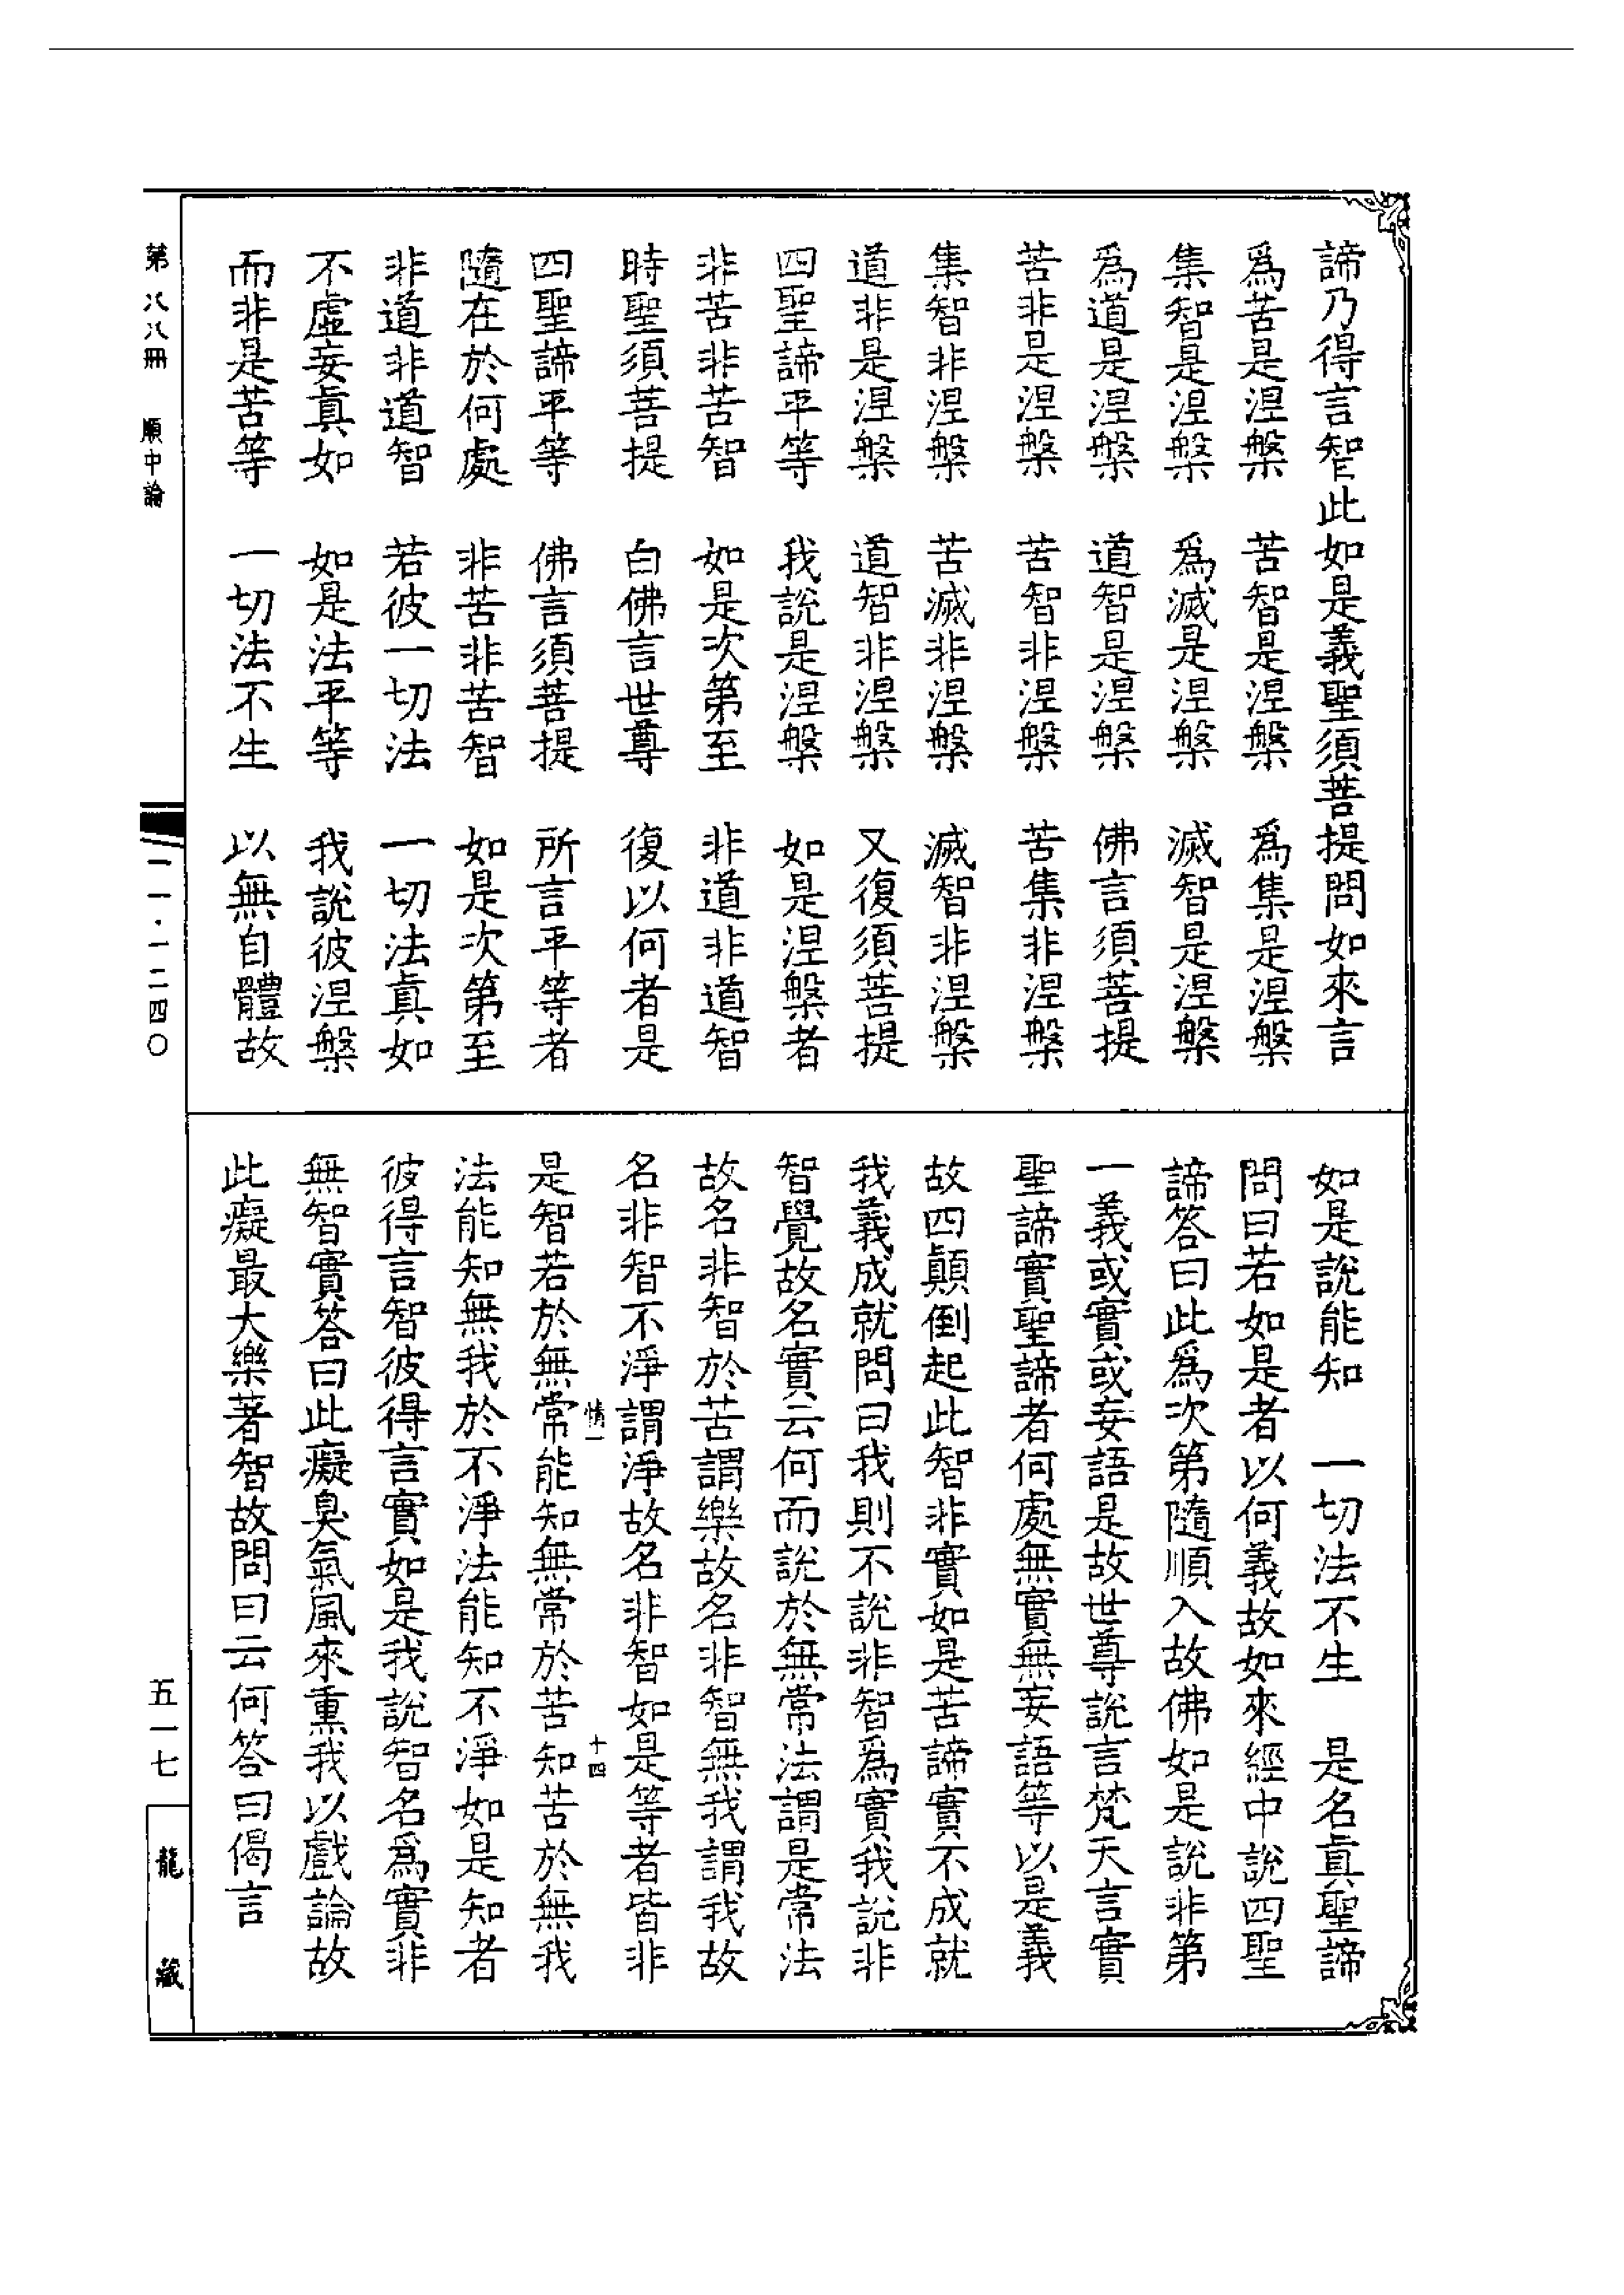 諦乃得言智此如是義聖須菩提問如來言
爲苦是涅槃　苦智是涅槃　爲集是涅槃
集智是涅槃　爲滅是涅槃　滅智是涅槃
爲道是涅槃　道智是涅槃　佛言須菩提
苦非是涅槃　苦智非涅槃　苦集非涅槃
集智非涅槃　苦滅非涅槃　滅智非涅槃
道非是涅槃　道智非涅槃　又復須菩提
四聖諦平等　我說是涅槃　如是涅槃者
非苦非苦智　如是次第至　非道非道智
時聖須菩提　白佛言世尊　復以何者是
四聖諦平等　佛言須菩提　所言平等者
隨在於何處　非苦非苦智　如是次第至
非道非道智　若彼一切法　一切法真如
不虛妄真如　如是法平等　我說彼涅槃
而非是苦等　一切法不生　以無自體故
如是說能知　一切法不生　是名真聖諦
問曰若如是者以何義故如來經中說四聖
諦答曰此爲次第隨順入故佛如是說非第
一義或實或妄語是故世尊說言梵天言實
聖諦實聖諦者何處無實無妄語等以是義
故四顛倒起此智非實如是苦諦實不成就
我義成就問曰我則不說非智爲實我說非
智覺故名實云何而說於無常法謂是常法
故名非智於苦謂樂故名非智無我謂我故
名非智不淨謂淨故名非智如是等者皆非
是智若於無常能知無常於苦知苦於無我
法能知無我於不淨法能知不淨如是知者
彼得言智彼得言實如是我說智名爲實非
無智實答曰此癡臭氣風來熏我以戲論故
此癡最大樂著智故問曰云何答曰偈言
情一
十四
第八八冊　順中論
二一·一二四〇
五一七
龍藏